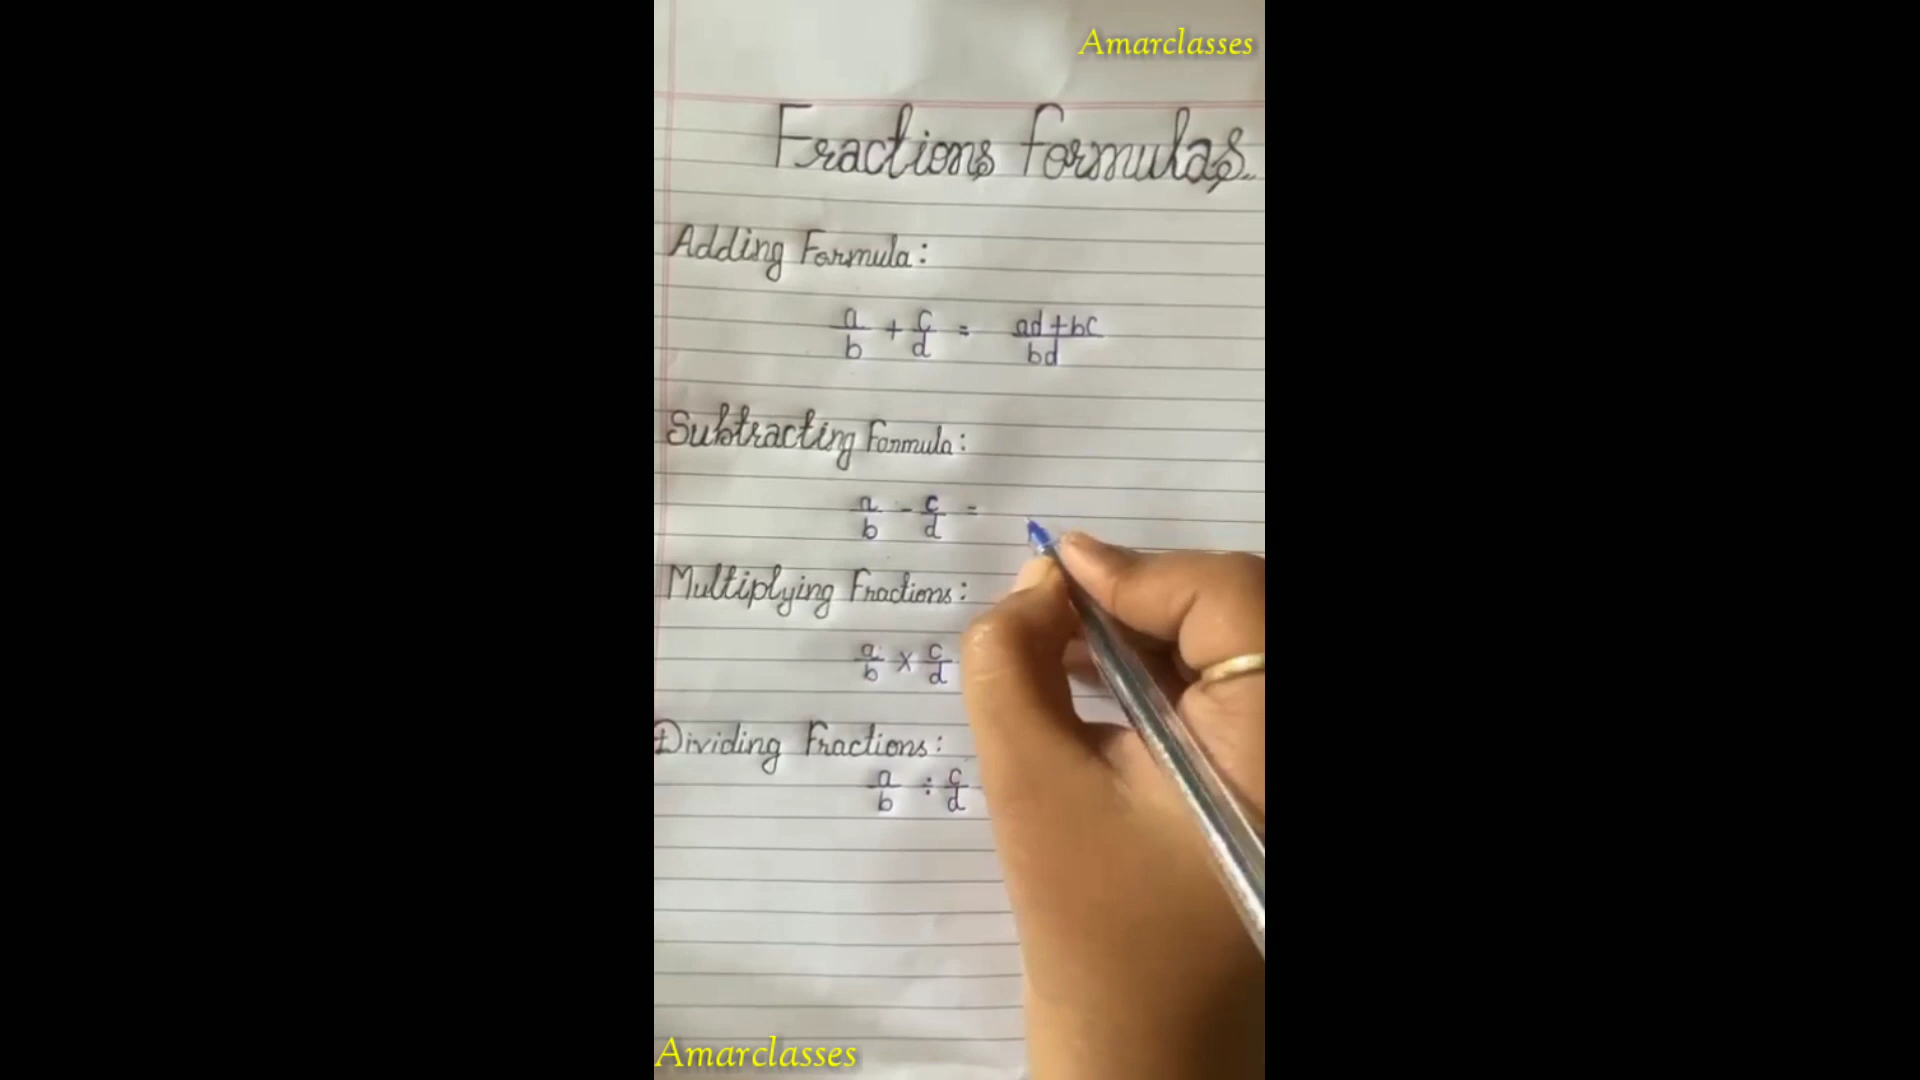 Amarclasses
Fractions Formulas
Adding Formula:
a/b + c/d = ad+bc/bd
Subtracting Formula:
a/b - c/d =
Multiplying Fractions:
a/b x c/d
Dividing Fractions:
a/b ÷ c/d
Amarclasses